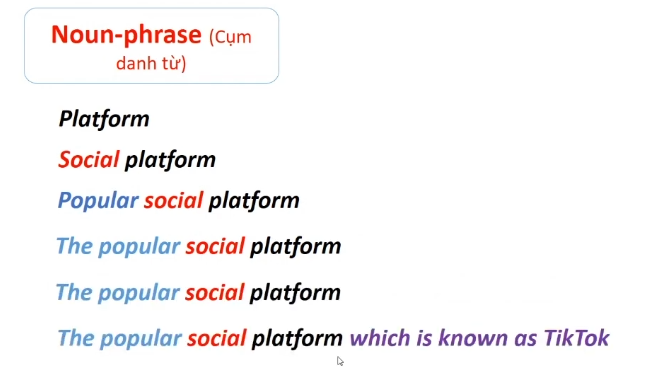 Noun-phrase (Cụm
danh từ)
Platform
Social platform
Popular social platform
The popular social platform
The popular social platform
The popular social platform which is known as TikTok